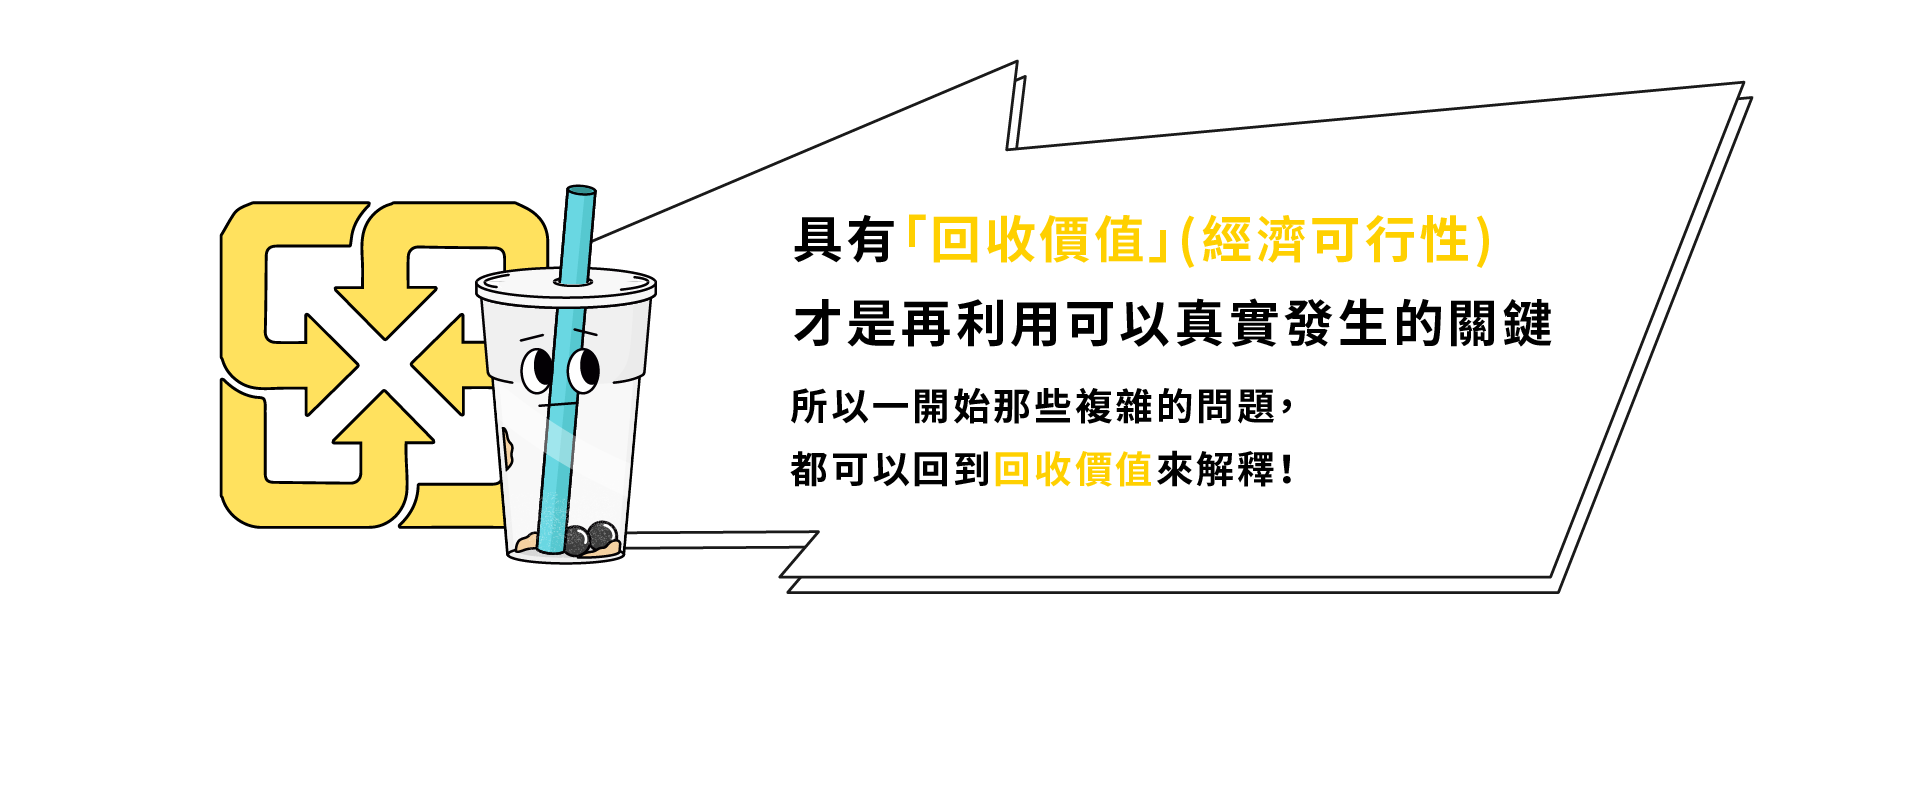 具有「回收價值」(經濟可行性)
才是再利用可以真實發生的關鍵
所以一開始那些複雜的問題，
都可以回到回收價值來解釋！